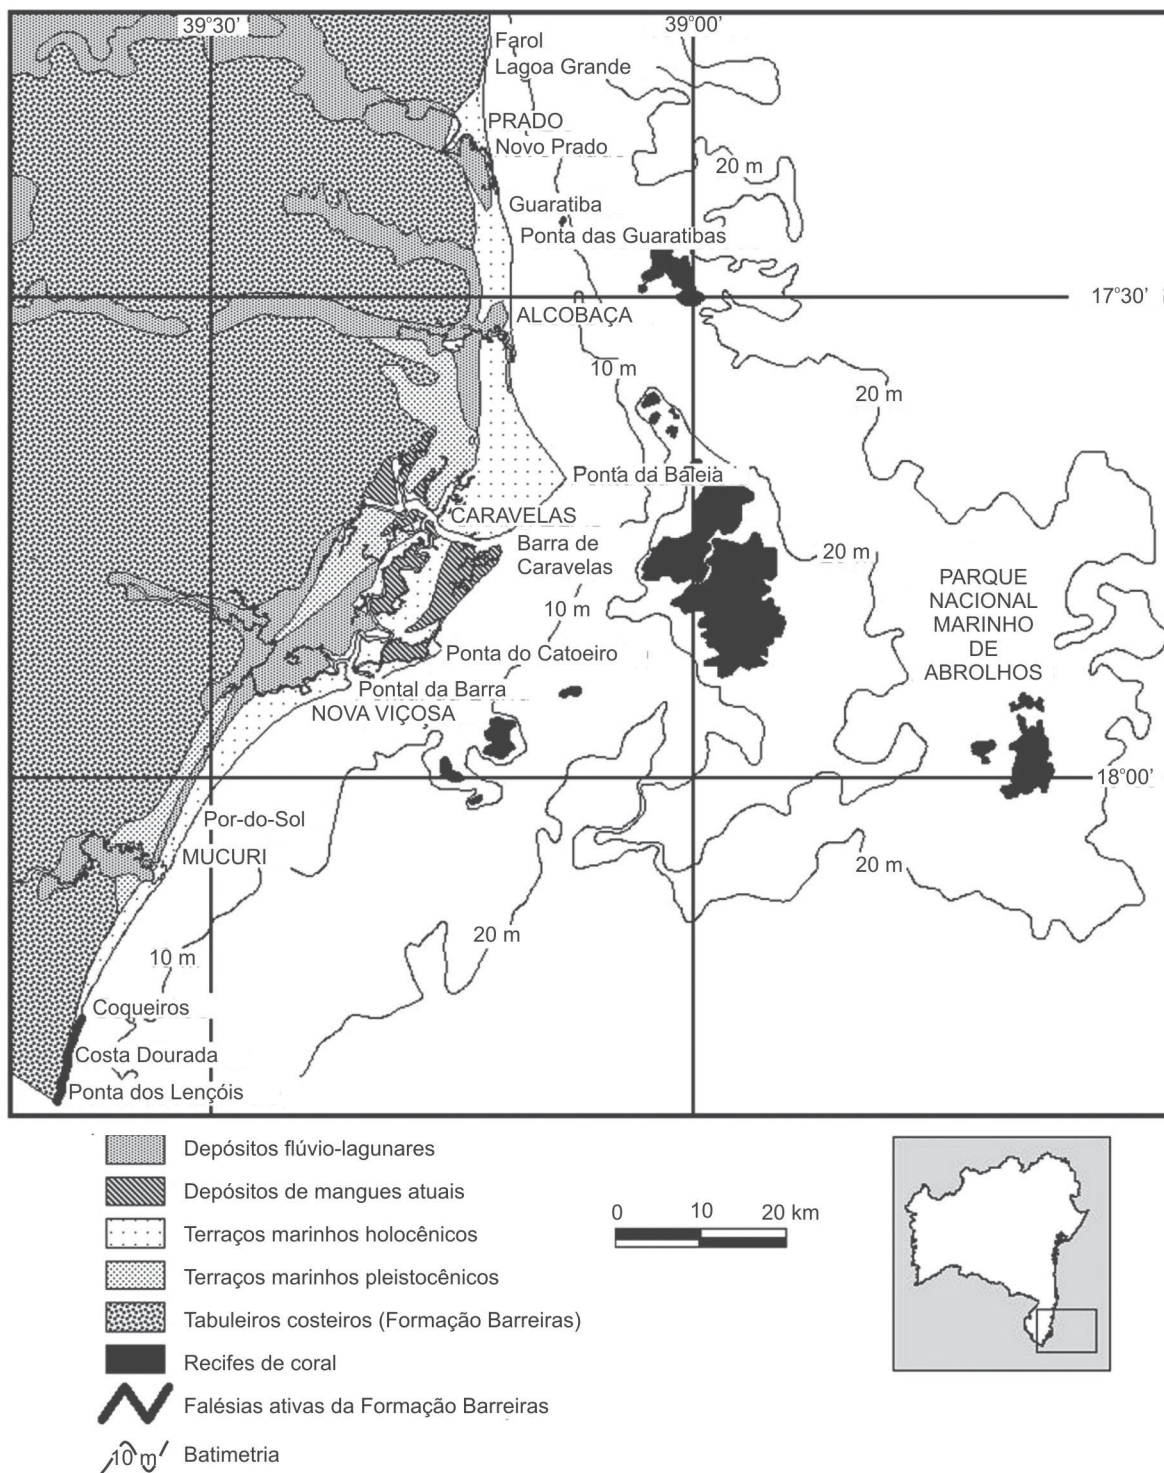 39°30’
39°00’
Farol
Lagoa Grande
PRADO
Novo Prado
20 m
Guaratiba
Ponta das Guaratibas
17°30’
ALCOBAÇA
10 m
20 m
Ponta da Baleia
CARAVELAS
Barra de
Caravelas
20 m
10 m
PARQUE
NACIONAL
MARINHO
DE
ABROLHOS
Ponta do Catoeiro
Pontal da Barra
NOVA VIÇOSA
18°00’
Por-do-Sol
MUCURI
20 m
20 m
10 m
Coqueiros
Costa Dourada
Ponta dos Lençóis
Depósitos flúvio-lagunares
Depósitos de mangues atuais
Terraços marinhos holocênicos
Terraços marinhos pleistocênicos
Tabuleiros costeiros (Formação Barreiras)
Recifes de coral
Falésias ativas da Formação Barreiras
10 m Batimetria
0 10 20 km